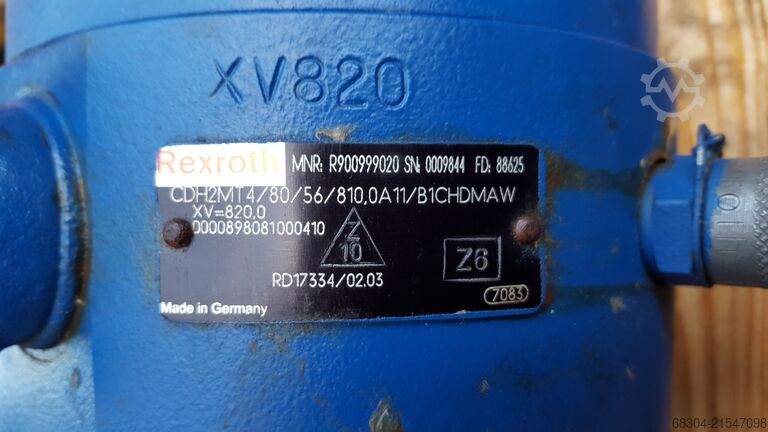 XV820
Rexroth MNR: R900999020 SN: 0009844 FD: 88625
CDH2MT4/80/56/810,0A11/B1CHDMAW
XV=820,0
0000898081000410
Z
10
Z6
RD17334/02.03
7083
Made in Germany
68304-21547098